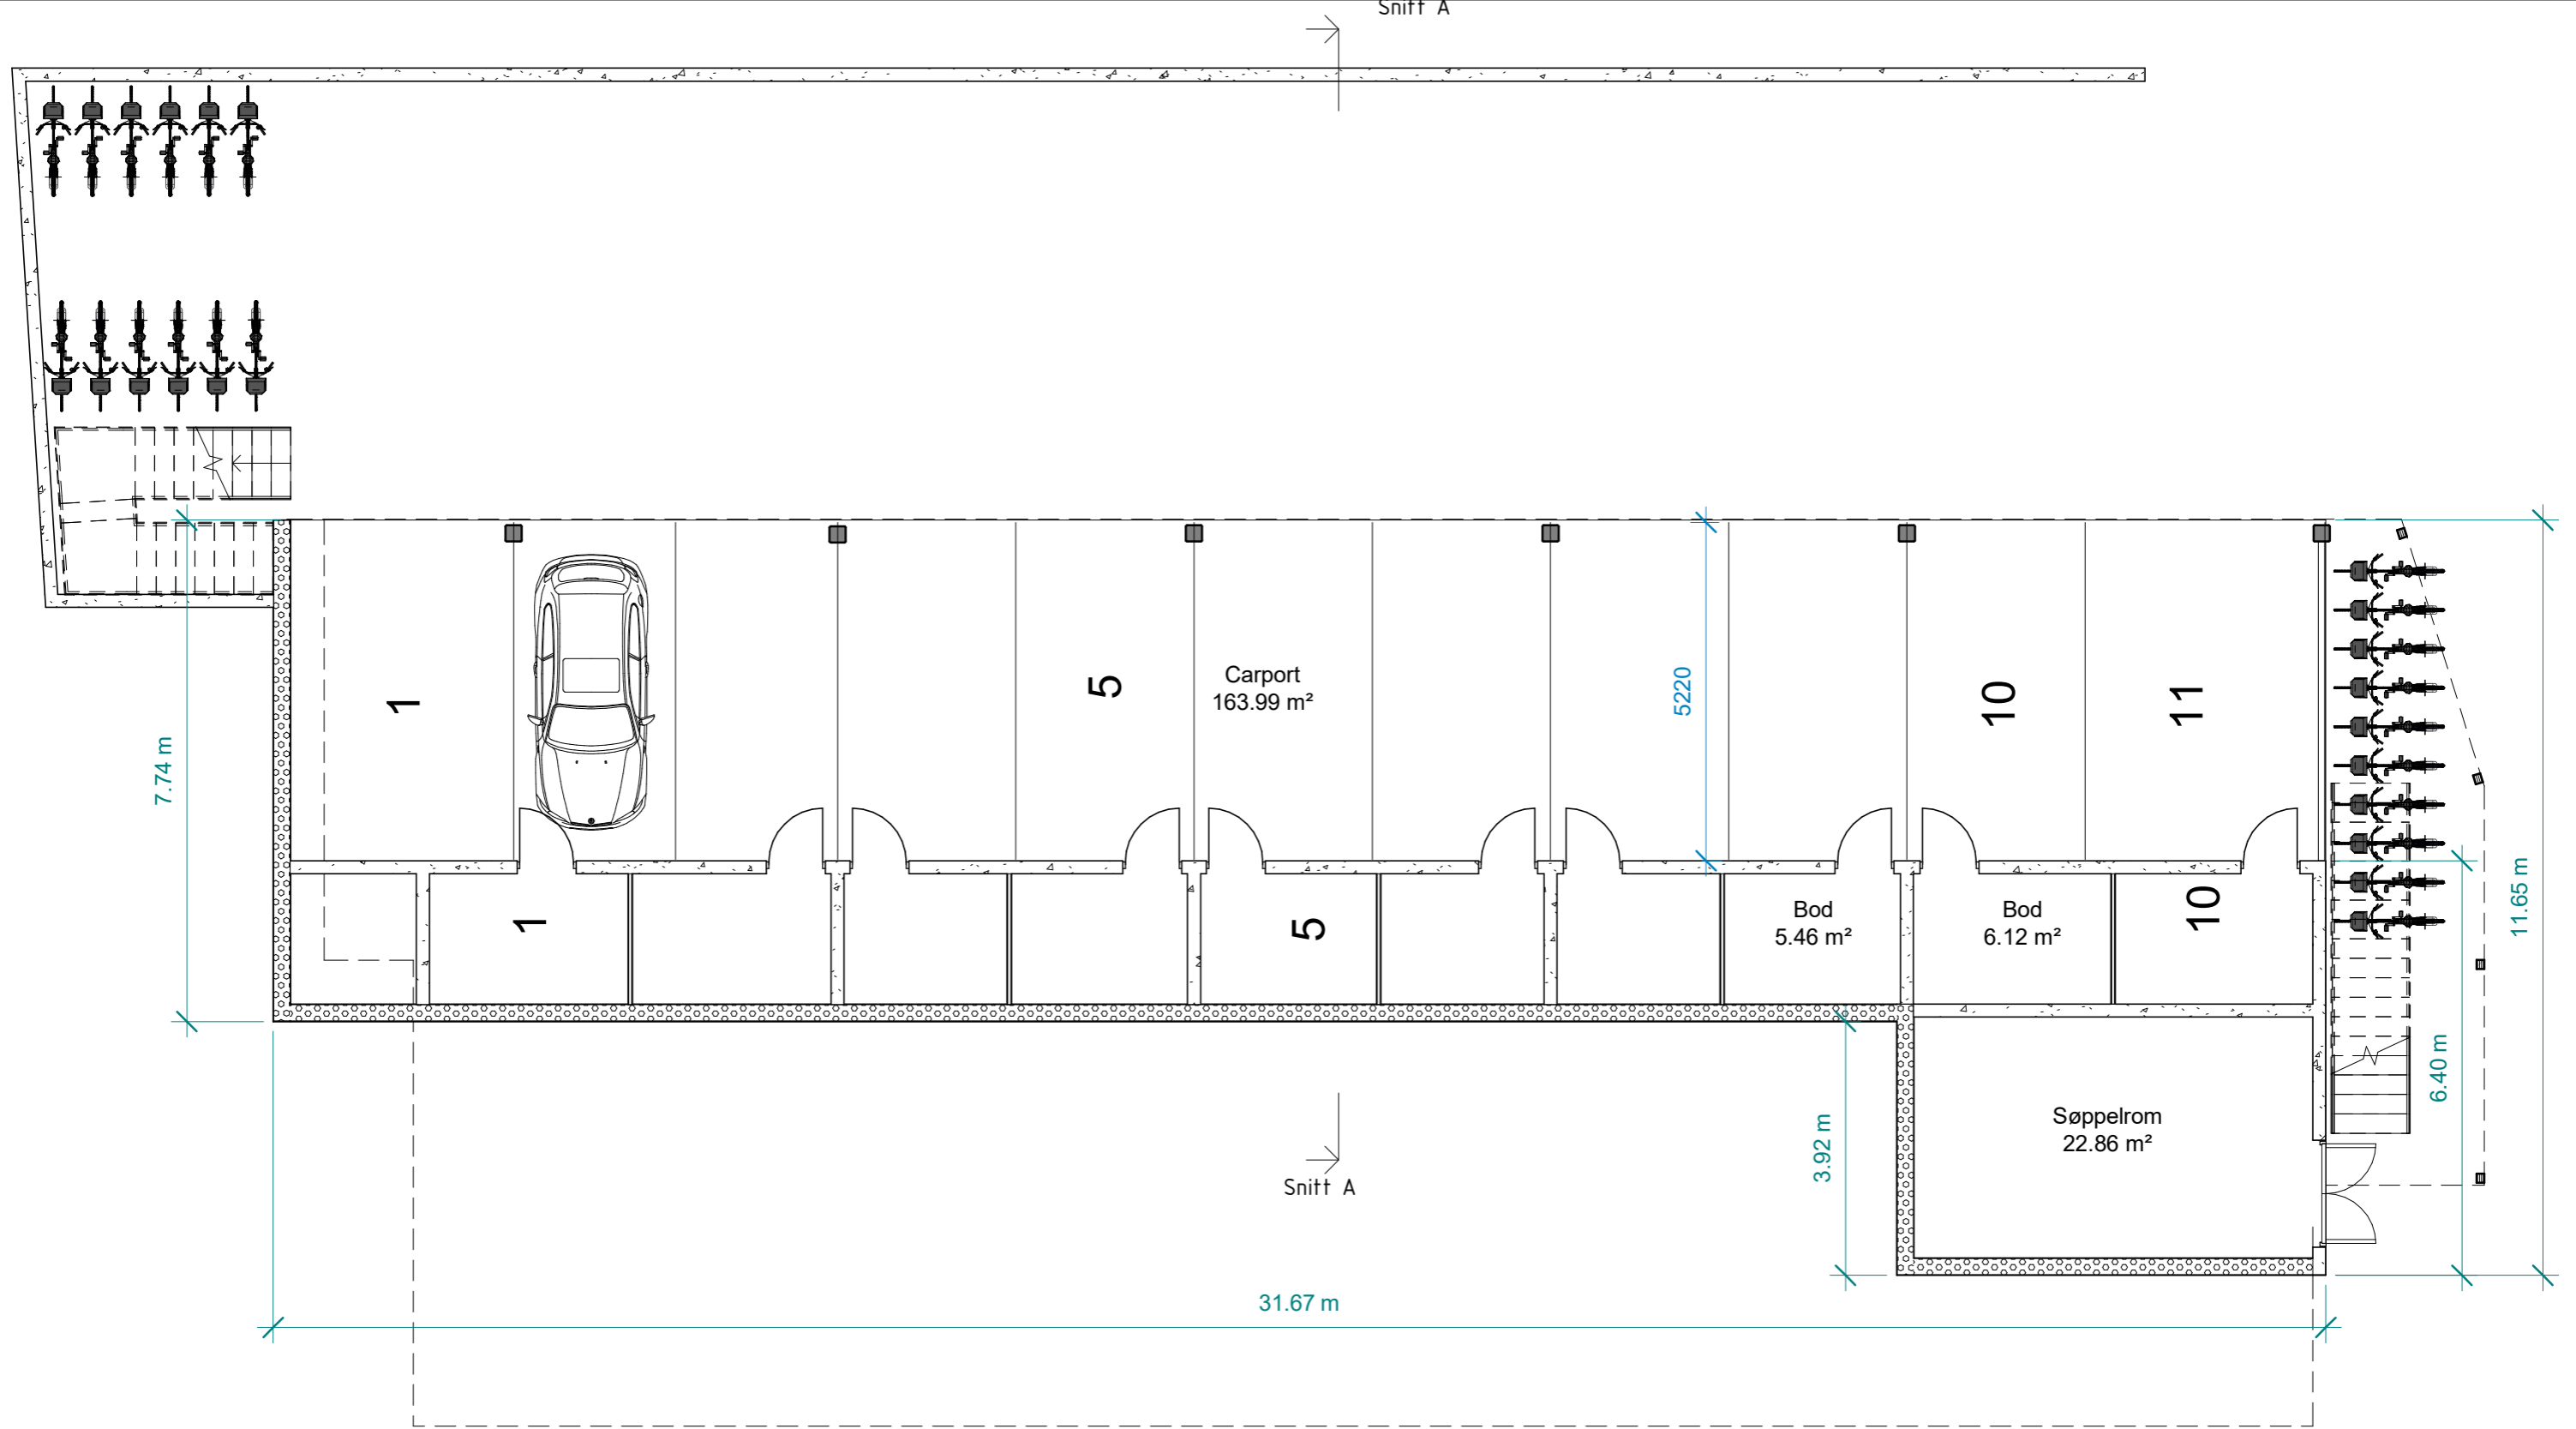 Snitt A
1
5
Carport
163.99 m²
5220
10
11
7.74 m
1
5
Bod
5.46 m²
Bod
6.12 m²
10
11.65 m
6.40 m
3.92 m
Søppelrom
22.86 m²
Snitt A
31.67 m